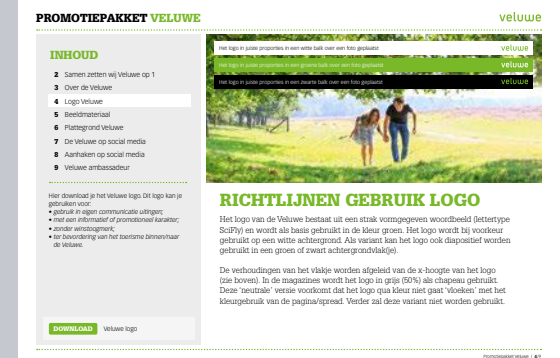 PROMOTIEPAKKET VELUWE
veluwe
INHOUD
2 Samen zetten wij Veluwe op 1
3 Over de Veluwe
4 Logo Veluwe
5 Beeldmateriaal
6 Plattegrond Veluwe
7 De Veluwe op social media
8 Aanhaken op social media
9 Veluwe ambassadeur
Hier download je het Veluwe logo. Dit logo kan je
gebruiken voor:
• gebruik in eigen communicatie uitingen;
• met een informatief of promotioneel karakter;
• zonder winstoogmerk;
• ter bevordering van het toerisme binnen/naar
de Veluwe.
DOWNLOAD Veluwe logo
Het logo in juiste proporties in een witte balk over een foto geplaatst veluwe
Het logo in juiste proporties in een groene balk over een foto geplaatst veluwe
Het logo in juiste proporties in een zwarte balk over een foto geplaatst veluwe
RICHTLIJNEN GEBRUIK LOGO
Het logo van de Veluwe bestaat uit een strak vormgegeven woordbeeld (lettertype
SciFly) en wordt als basis gebruikt in de kleur groen. Het logo wordt bij voorkeur
gebruikt op een witte achtergrond. Als variant kan het logo ook diapositief worden
gebruikt in een groen of zwart achtergrondvlak(je).
De verhoudingen van het vlakje worden afgeleid van de x-hoogte van het logo
(zie boven). In de magazines wordt het logo in grijs (50%) als chapeau gebruikt.
Deze 'neutrale' versie voorkomt dat het logo qua kleur niet gaat 'vloeken' met het
kleurgebruik van de pagina/spread. Verder zal deze variant niet worden gebruikt.
Promotiepakket Veluwe | 4/9